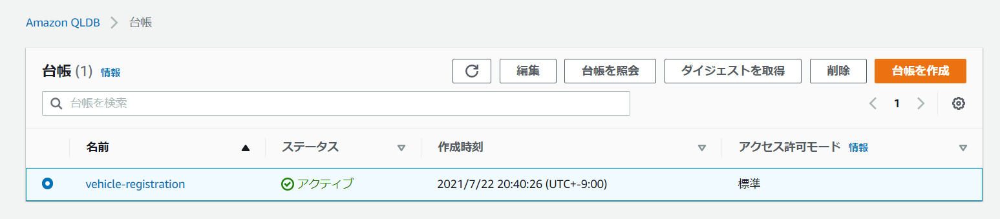 Amazon QLDB 台帳
台帳 (1) 情報 編集 台帳を照会 ダイジェストを取得 削除 台帳を作成
台帳を検索 1
名前 ステータス 作成時刻 アクセス許可モード 情報
vehicle-registration アクティブ 2021/7/22 20:40:26 (UTC+-9:00) 標準